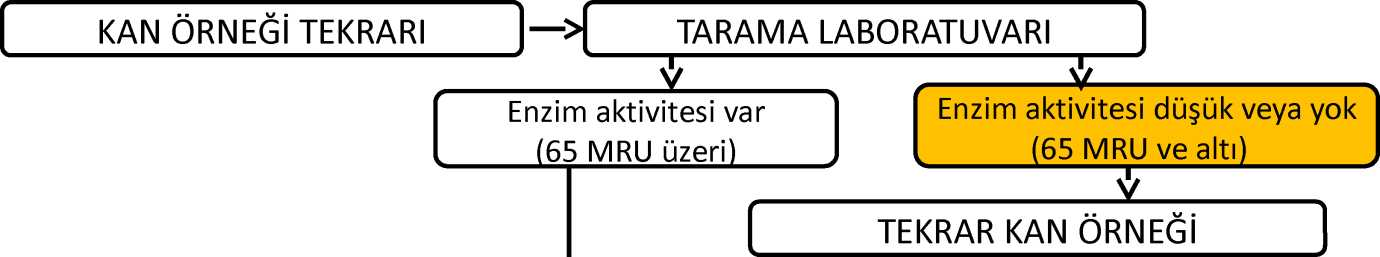 KAN ÖRNEĞİ TEKRARI
TARAMA LABORATUVARI
Enzim aktivitesi var
(65 MRU üzeri)
Enzim aktivitesi düşük veya yok
(65 MRU ve altı)
TEKRAR KAN ÖRNEĞİ